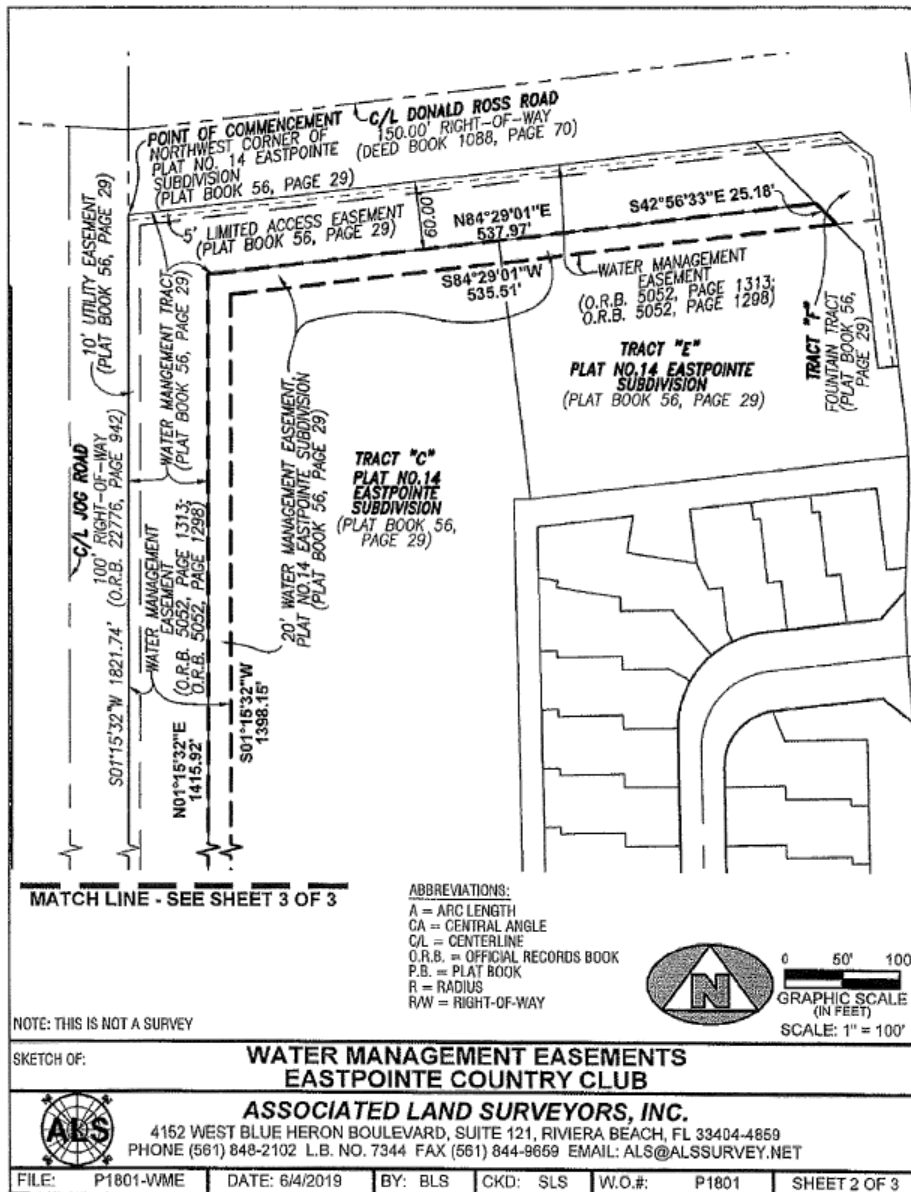 C/L DONALD ROSS ROAD
150.00' RIGHT-OF-WAY
(DEED BOOK 1088, PAGE 70)
POINT OF COMMENCEMENT
NORTHWEST CORNER OF
PLAT NO. 14 EASTPOINTE
SUBDIVISION
(PLAT BOOK 56, PAGE 29)
5' LIMITED ACCESS EASEMENT
(PLAT BOOK 56, PAGE 29)
60.00'
N84°29'01"E
537.97'
S42°56'33"E 25.18'
S84°29'01"W
535.51'
WATER MANAGEMENT
EASEMENT
(O.R.B. 5052, PAGE 1313;
O.R.B. 5052, PAGE 1298)
10' UTILITY EASEMENT
(PLAT BOOK 56, PAGE 29)
WATER MANGEMENT TRACT
(PLAT BOOK 56, PAGE 29)
TRACT "E"
PLAT NO.14 EASTPOINTE
SUBDIVISION
(PLAT BOOK 56, PAGE 29)
TRACT "F"
FOUNTAIN TRACT
(PLAT BOOK 56,
PAGE 29)
20' WATER MANAGEMENT EASEMENT,
PLAT NO.14 EASTPOINTE SUBDIVISION
(PLAT BOOK 56, PAGE 29)
TRACT "C"
PLAT NO.14
EASTPOINTE
SUBDIVISION
(PLAT BOOK 56,
PAGE 29)
C/L JOG ROAD
100' RIGHT-OF-WAY
(O.R.B. 22776, PAGE 942)
S01°15'32"W 1821.74'
WATER MANAGEMENT
EASEMENT
(O.R.B. 5052, PAGE 1313;
O.R.B. 5052, PAGE 1298)
N01°15'32"E
1415.92'
S01°15'32"W
1398.15'
MATCH LINE - SEE SHEET 3 OF 3
ABBREVIATIONS:
A = ARC LENGTH
CA = CENTRAL ANGLE
C/L = CENTERLINE
O.R.B. = OFFICIAL RECORDS BOOK
P.B. = PLAT BOOK
R = RADIUS
R/W = RIGHT-OF-WAY
N
0 50' 100
GRAPHIC SCALE
(IN FEET)
SCALE: 1" = 100'
NOTE: THIS IS NOT A SURVEY
SKETCH OF:
WATER MANAGEMENT EASEMENTS
EASTPOINTE COUNTRY CLUB
ALS
ASSOCIATED LAND SURVEYORS, INC.
4152 WEST BLUE HERON BOULEVARD, SUITE 121, RIVIERA BEACH, FL 33404-4859
PHONE (561) 848-2102 L.B. NO. 7344 FAX (561) 844-9659 EMAIL: ALS@ALSSURVEY.NET
FILE: P1801-WME DATE: 6/4/2019 BY: BLS CKD: SLS W.O.#: P1801 SHEET 2 OF 3